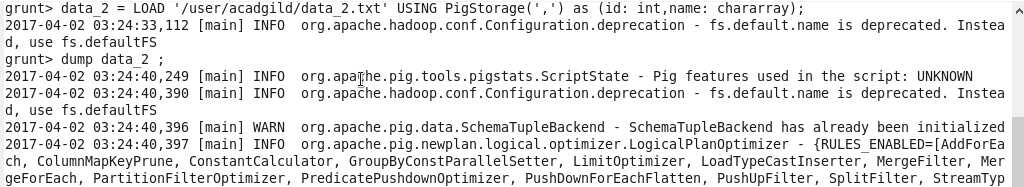 grunt> data_2 = LOAD '/user/acadgild/data_2.txt' USING PigStorage(',') as (id: int,name: chararray);
2017-04-02 03:24:33,112 [main] INFO  org.apache.hadoop.conf.Configuration.deprecation - fs.default.name is deprecated. Instea
d, use fs.defaultFS
grunt> dump data_2 ;
2017-04-02 03:24:40,249 [main] INFO  org.apache.pig.tools.pigstats.ScriptState - Pig features used in the script: UNKNOWN
2017-04-02 03:24:40,390 [main] INFO  org.apache.hadoop.conf.Configuration.deprecation - fs.default.name is deprecated. Instea
d, use fs.defaultFS
2017-04-02 03:24:40,396 [main] WARN  org.apache.pig.data.SchemaTupleBackend - SchemaTupleBackend has already been initialized
2017-04-02 03:24:40,397 [main] INFO  org.apache.pig.newplan.logical.optimizer.LogicalPlanOptimizer - {RULES_ENABLED=[AddForEa
ch, ColumnMapKeyPrune, ConstantCalculator, GroupByConstParallelSetter, LimitOptimizer, LoadTypeCastInserter, MergeFilter, Mer
geForEach, PartitionFilterOptimizer, PredicatePushdownOptimizer, PushDownForEachFlatten, PushUpFilter, SplitFilter, StreamTyp